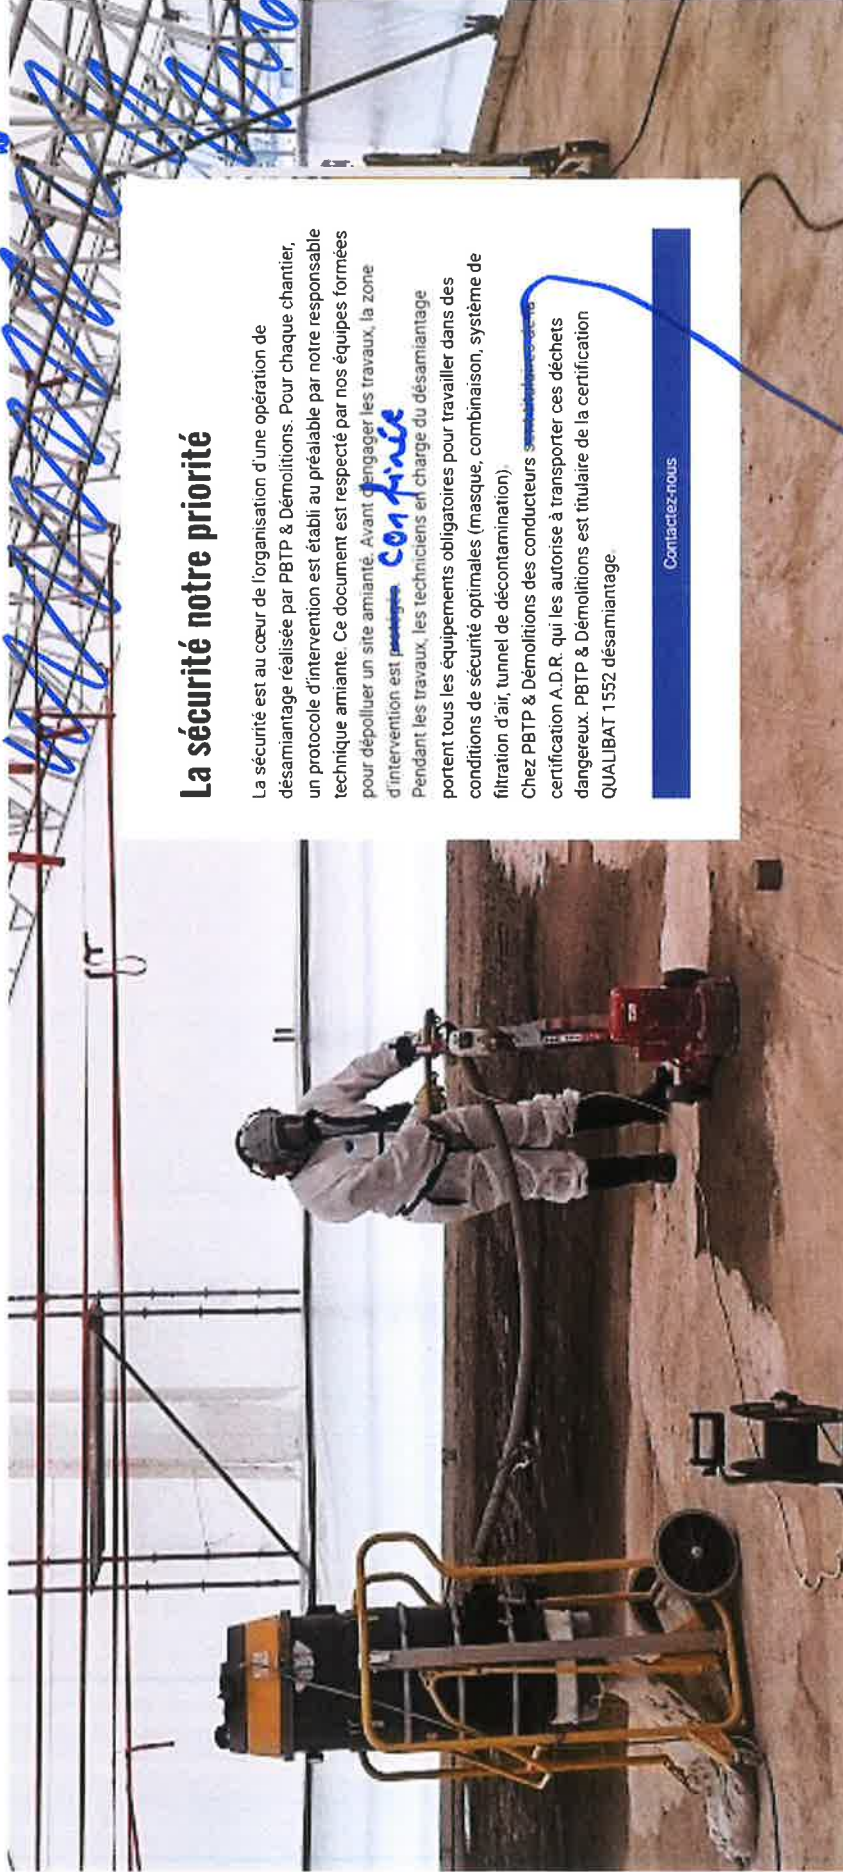 La sécurité notre priorité
La sécurité est au cœur de l'organisation d'une opération de
désamiantage réalisée par PBTP & Démolitions. Pour chaque chantier,
un protocole d'intervention est établi au préalable par notre responsable
technique amiante. Ce document est respecté par nos équipes formées
pour dépolluer un site amianté. Avant d'engager les travaux, la zone
d'intervention est protégée. confinée
Pendant les travaux, les techniciens en charge du désamiantage
portent tous les équipements obligatoires pour travailler dans des
conditions de sécurité optimales (masque, combinaison, système de
filtration d'air, tunnel de décontamination).
Chez PBTP & Démolitions des conducteurs de la
certification A.D.R. qui les autorise à transporter ces déchets
dangereux. PBTP & Démolitions est titulaire de la certification
QUALIBAT 1552 désamiantage.
Contactez-nous